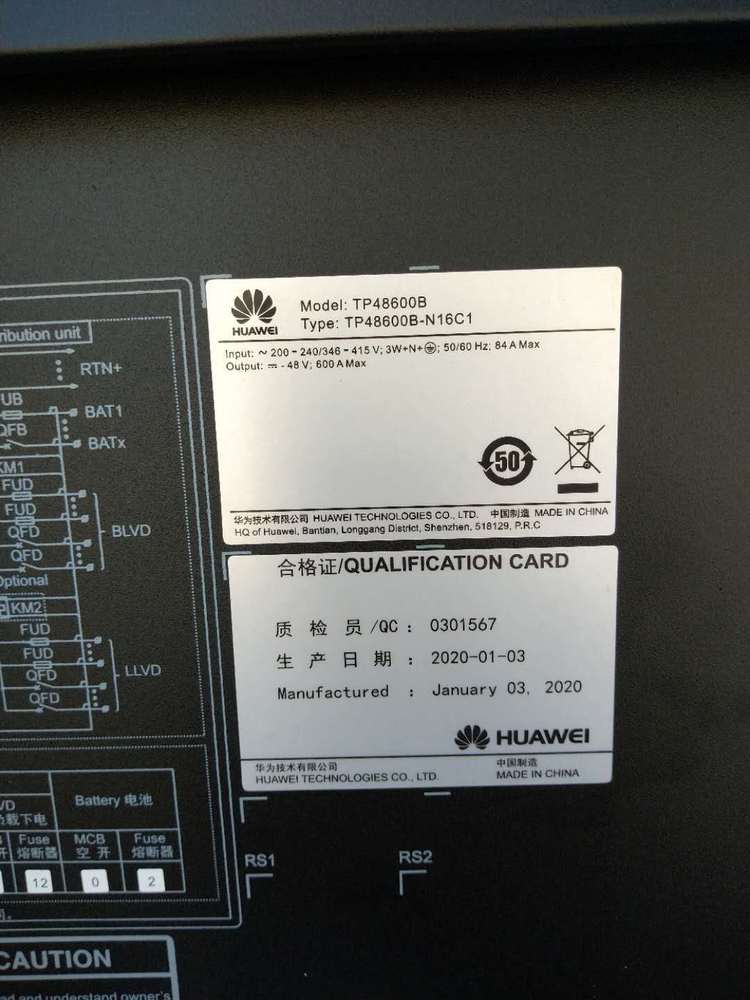 HUAWEI
Model: TP48600B
Type: TP48600B-N16C1
Input: ~ 200-240/346-415 V; 3W+N+⏚; 50/60 Hz; 84 A Max
Output: ⎓ -48 V; 600 A Max
50
华为技术有限公司 HUAWEI TECHNOLOGIES CO., LTD. 中国制造 MADE IN CHINA
HQ of Huawei, Bantian, Longgang District, Shenzhen, 518129, P.R.C
合格证/QUALIFICATION CARD
质 检 员 /QC： 0301567
生 产 日 期 ： 2020-01-03
Manufactured ： January 03, 2020
HUAWEI
华为技术有限公司 中国制造
HUAWEI TECHNOLOGIES CO., LTD. MADE IN CHINA
unit
RTN+
UB
BAT1
QFB
BATx
KM1
FUD
FUD
QFD
BLVD
QFD
KM2
FUD
FUD
QFD
LLVD
QFD
Battery 电池
载下电
Fuse MCB Fuse
熔断器 空 开 熔断器
12 0 2
RS1 RS2
CAUTION
and understand owner's